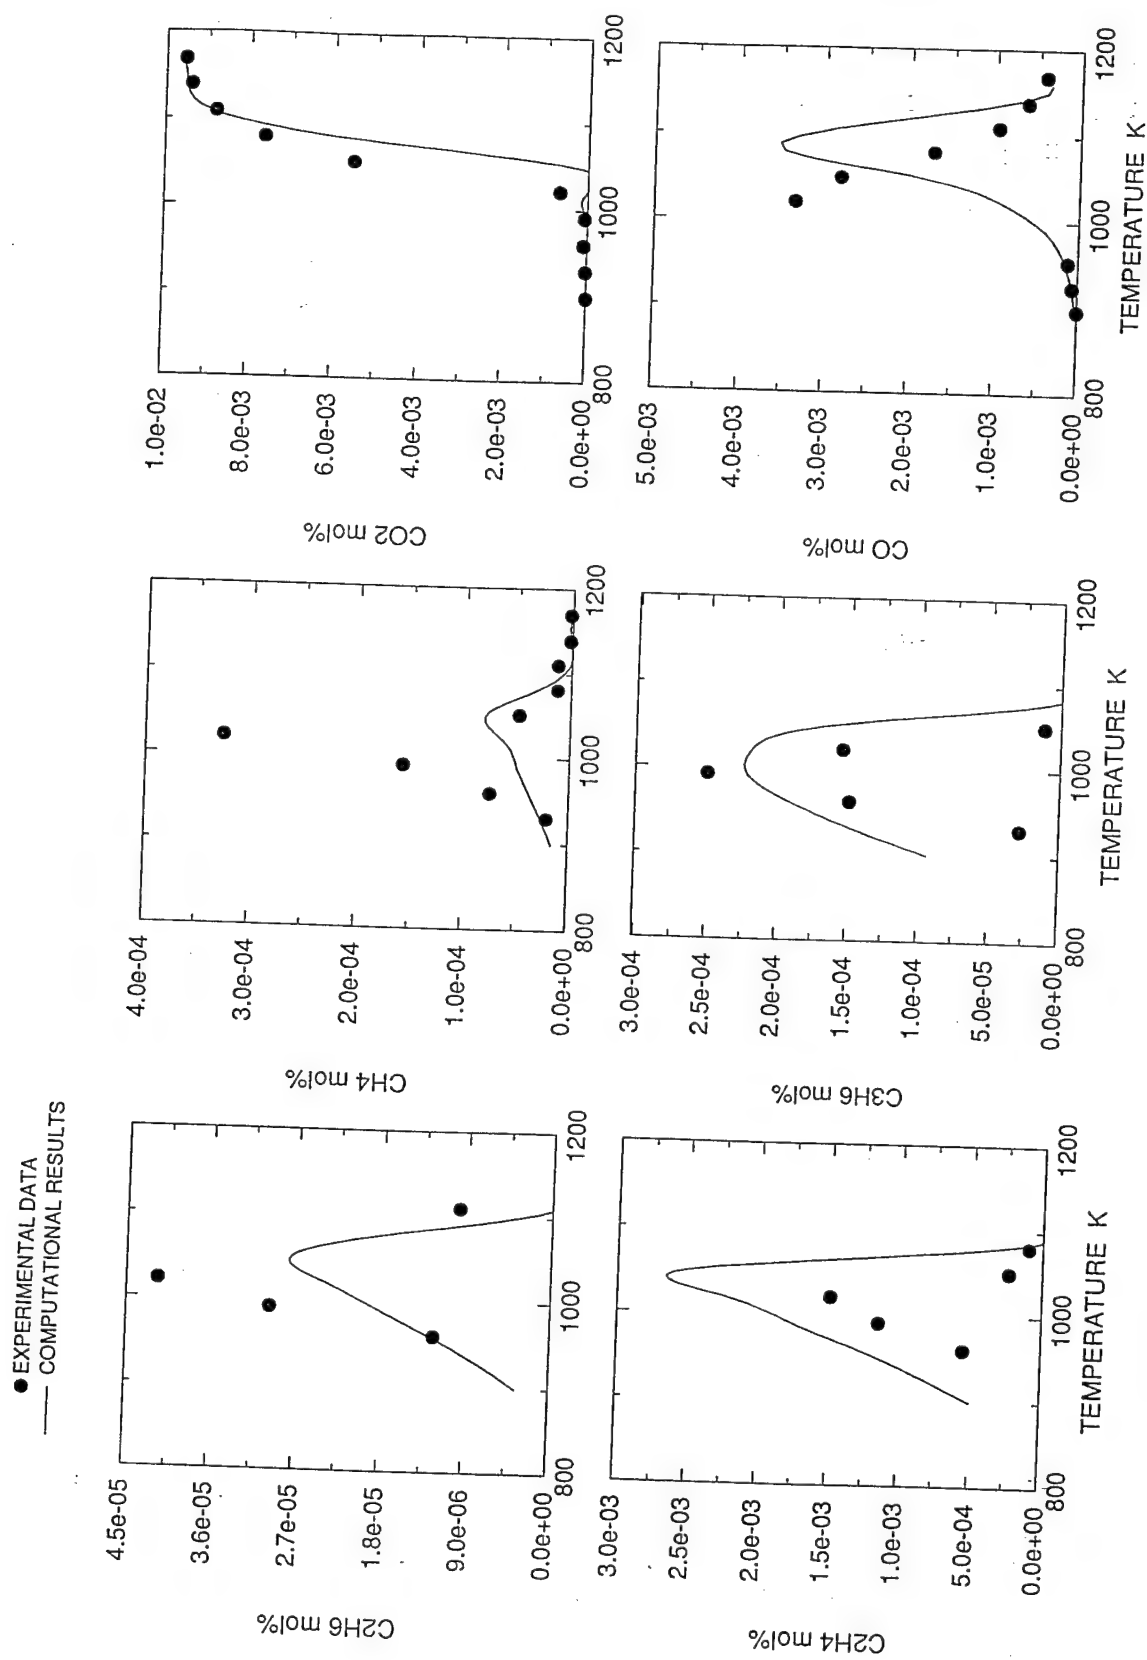 ● EXPERIMENTAL DATA
— COMPUTATIONAL RESULTS
C2H6 mol%
4.5e-05
3.6e-05
2.7e-05
1.8e-05
9.0e-06
0.0e+00
800
1000
1200
CH4 mol%
4.0e-04
3.0e-04
2.0e-04
1.0e-04
0.0e+00
800
1000
1200
CO2 mol%
1.0e-02
8.0e-03
6.0e-03
4.0e-03
2.0e-03
0.0e+00
800
1000
1200
C2H4 mol%
3.0e-03
2.5e-03
2.0e-03
1.5e-03
1.0e-03
5.0e-04
0.0e+00
800
1000
1200
TEMPERATURE K
C3H6 mol%
3.0e-04
2.5e-04
2.0e-04
1.5e-04
1.0e-04
5.0e-05
0.0e+00
800
1000
1200
TEMPERATURE K
CO mol%
5.0e-03
4.0e-03
3.0e-03
2.0e-03
1.0e-03
0.0e+00
800
1000
1200
TEMPERATURE K